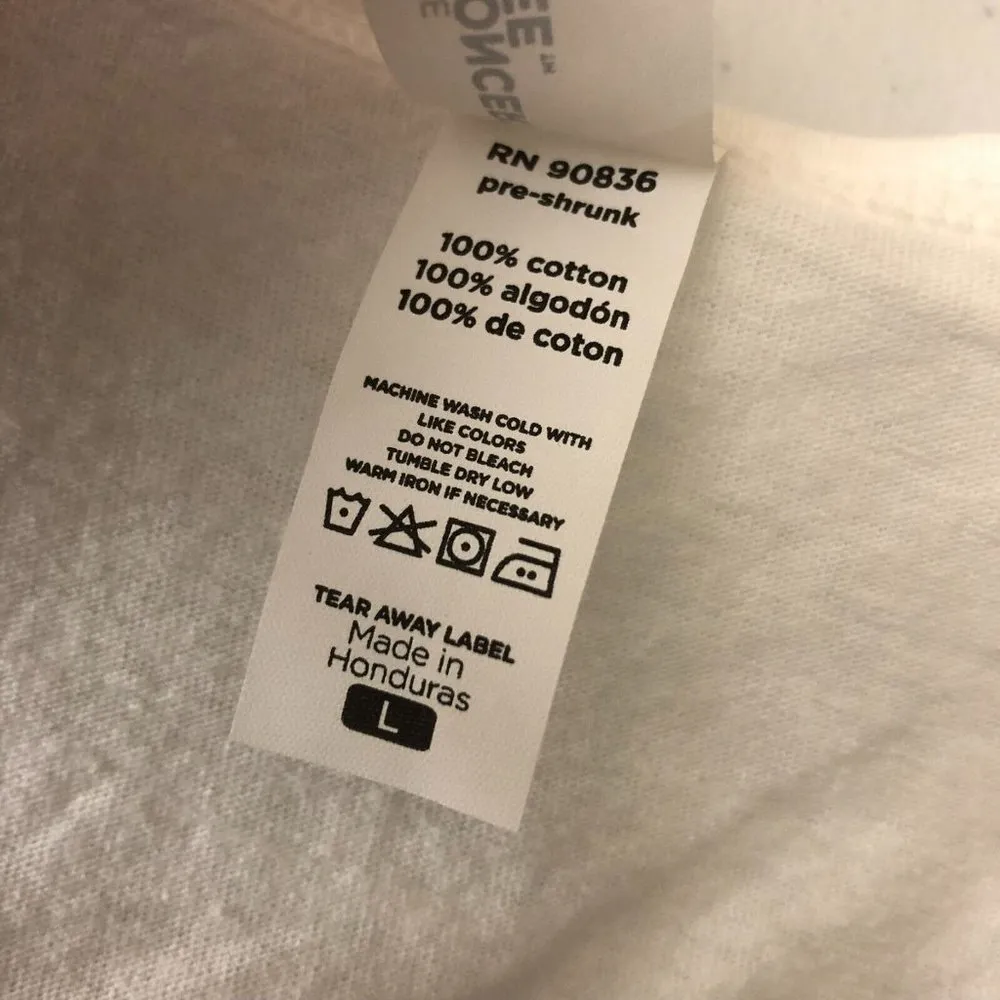 RN 90836
pre-shrunk
100% cotton
100% algodón
100% de coton
MACHINE WASH COLD WITH
LIKE COLORS
DO NOT BLEACH
TUMBLE DRY LOW
WARM IRON IF NECESSARY
TEAR AWAY LABEL
Made in
Honduras
L